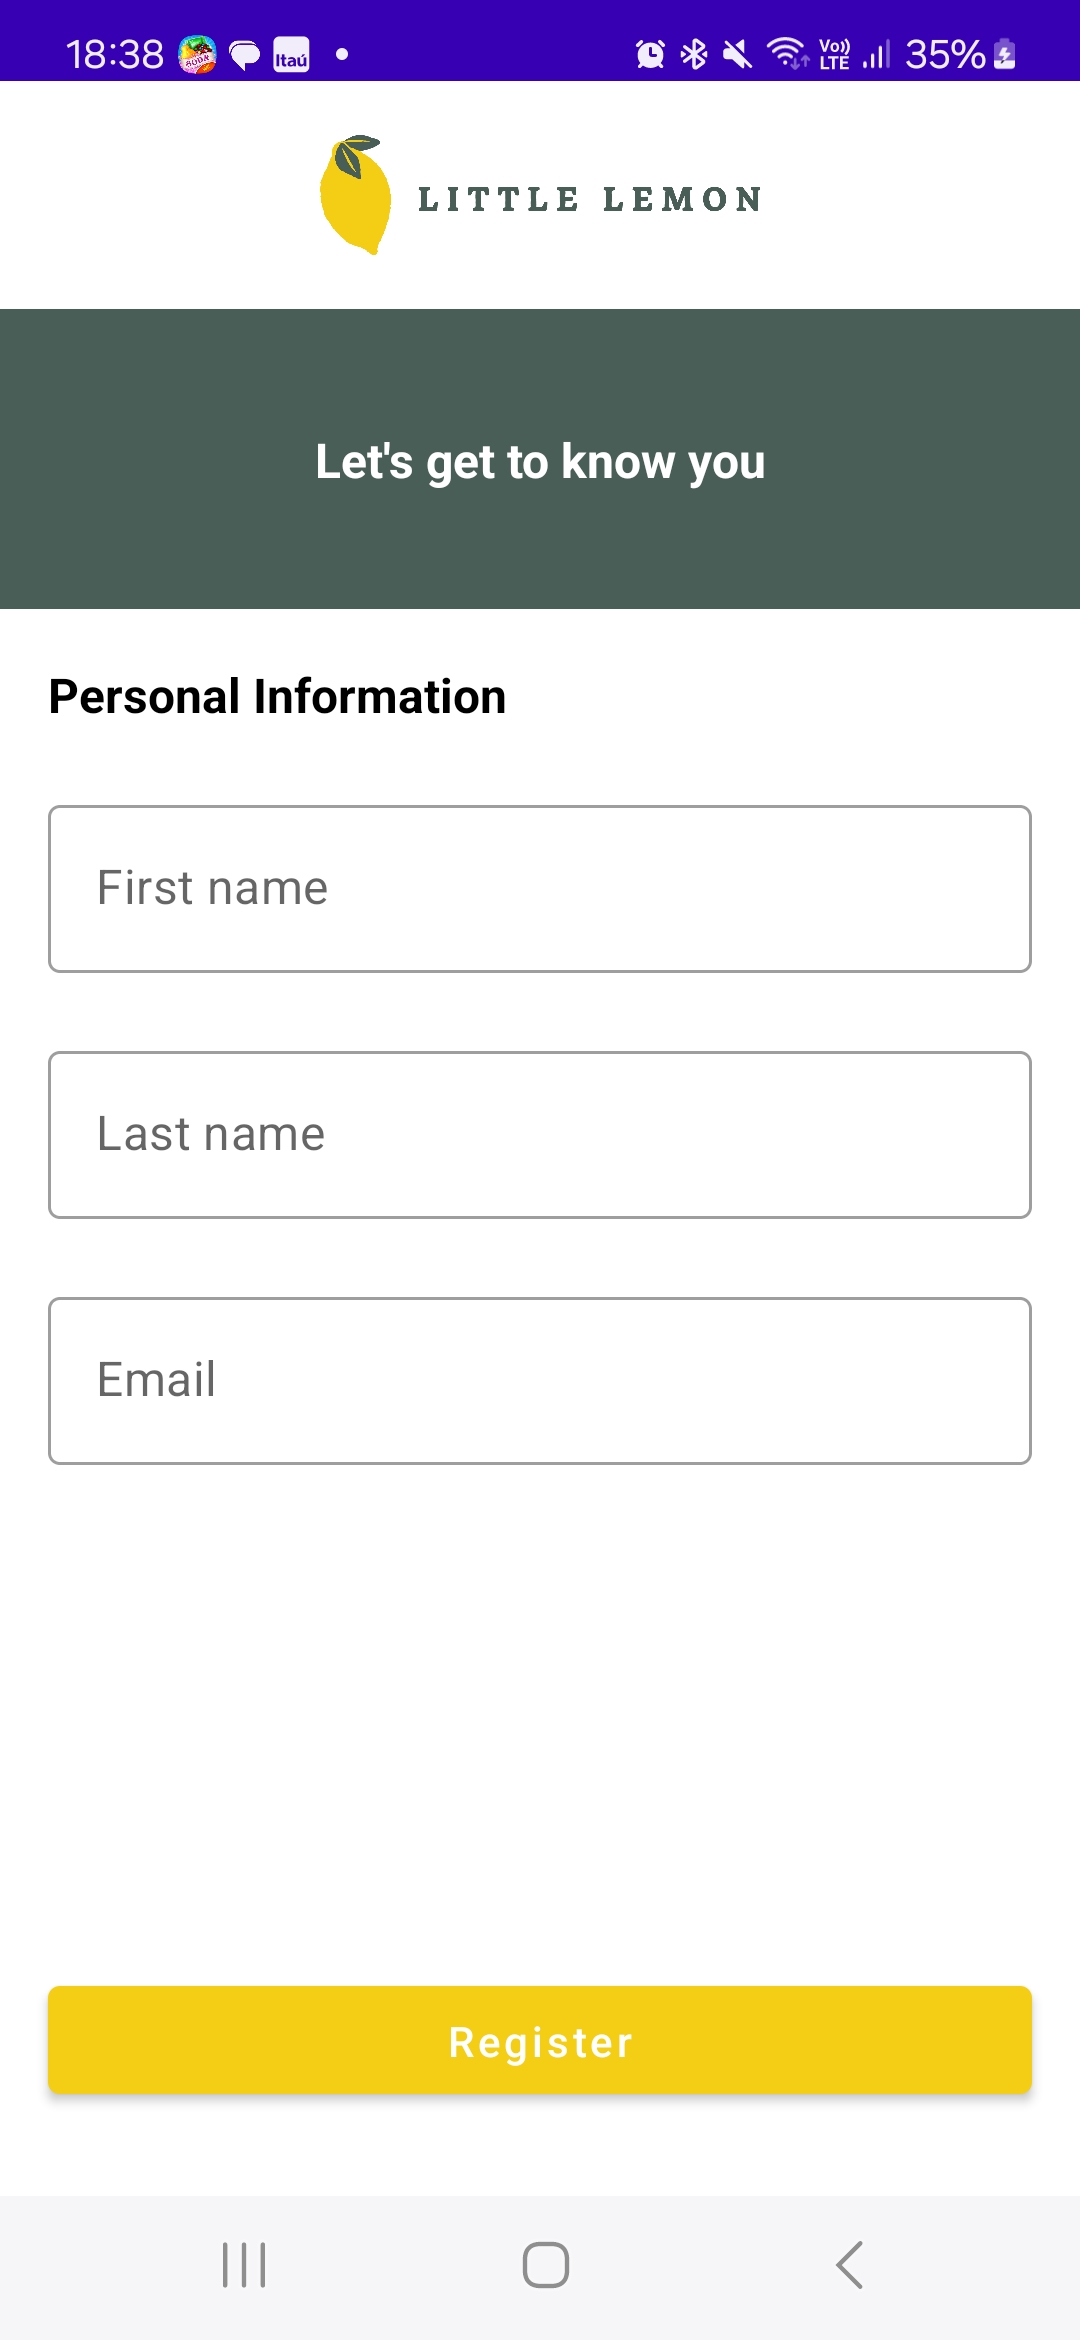 18:38 SODA Itaú Vo)) LTE 35%
LITTLE LEMON
Let's get to know you
Personal Information
First name
Last name
Email
Register